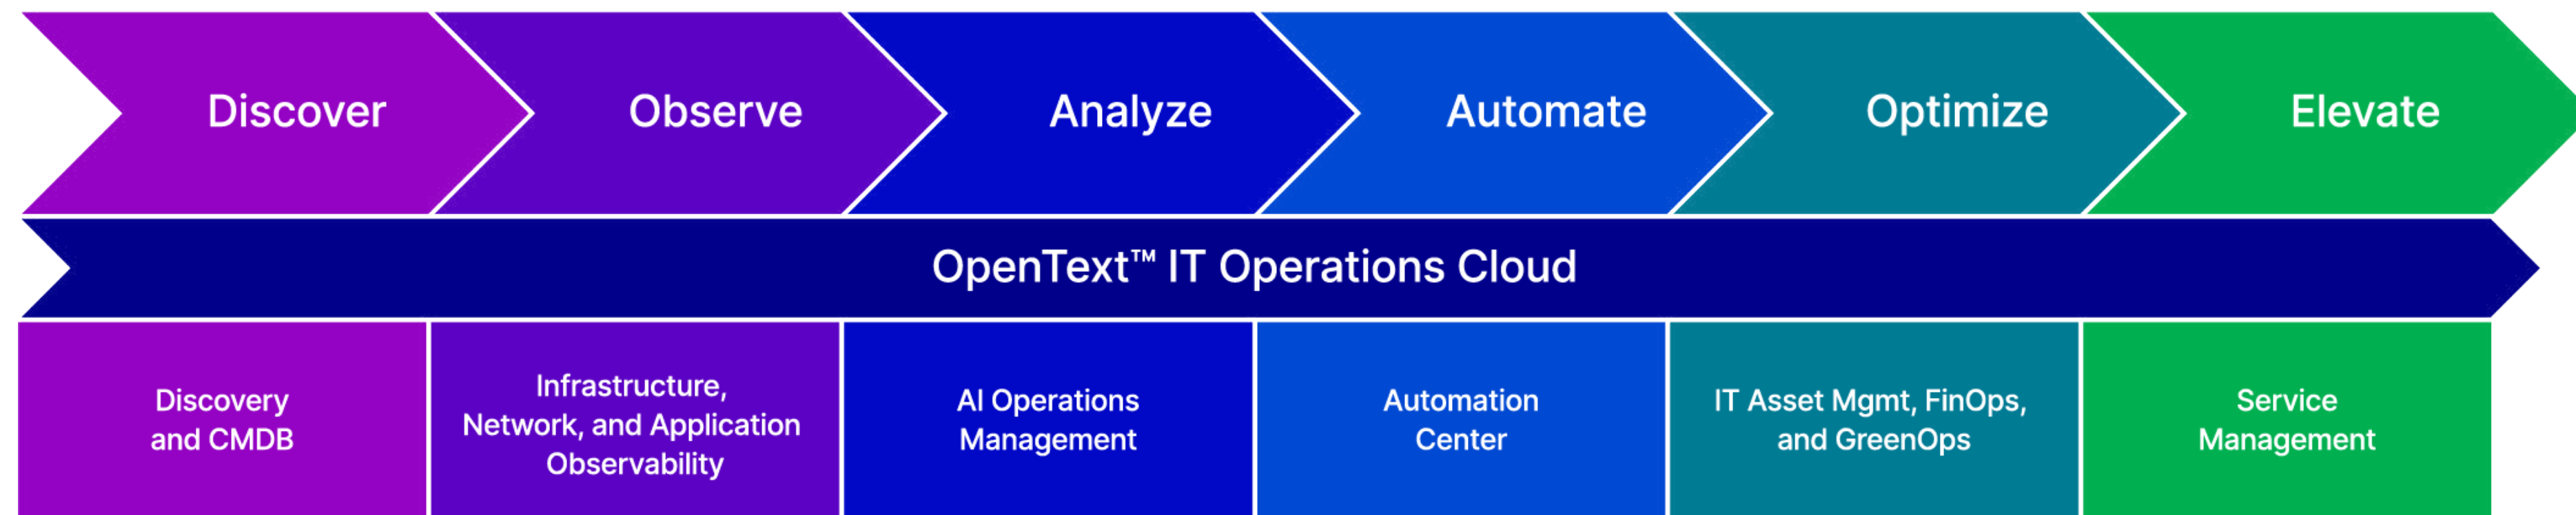 Discover
Observe
Analyze
Automate
Optimize
Elevate
OpenText™ IT Operations Cloud
Discovery
and CMDB
Infrastructure,
Network, and Application
Observability
AI Operations
Management
Automation
Center
IT Asset Mgmt, FinOps,
and GreenOps
Service
Management